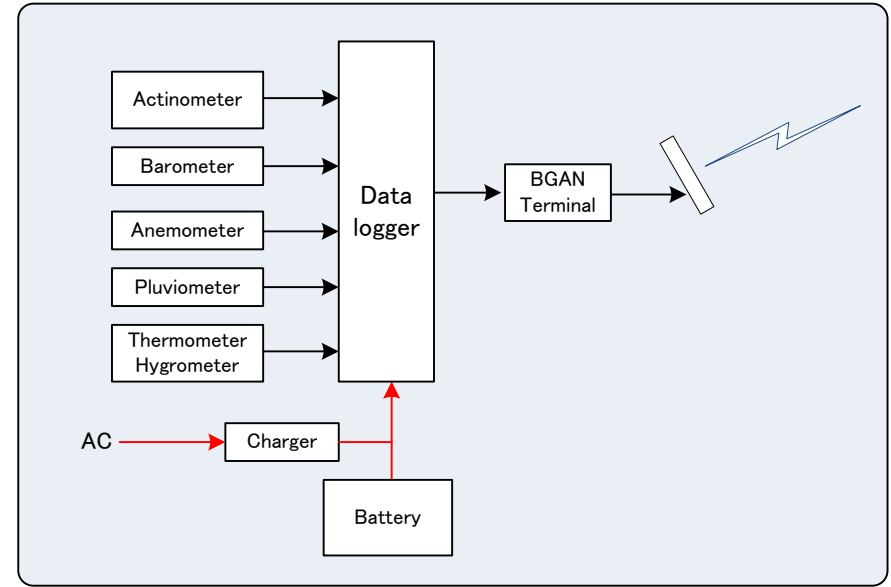 Actinometer
Barometer
Anemometer
Pluviometer
Thermometer
Hygrometer
Data
logger
BGAN
Terminal
AC
Charger
Battery